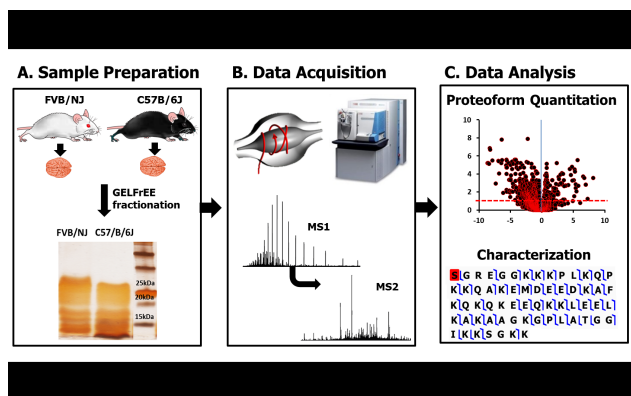 A. Sample Preparation
FVB/NJ
C57B/6J
GELFrEE
fractionation
FVB/NJ C57/B/6J
25kDa
20kDa
15kDa
B. Data Acquisition
MS1
MS2
C. Data Analysis
Proteoform Quantitation
10
8
6
4
2
0
-10 -5 0 5 10
Characterization
S G R E G G K K K P L K Q P
K K Q A K E M D E E D K A F
K Q K Q K E E Q K K L E E L
K A K A A G K G P L A T G G
I K K S G K K